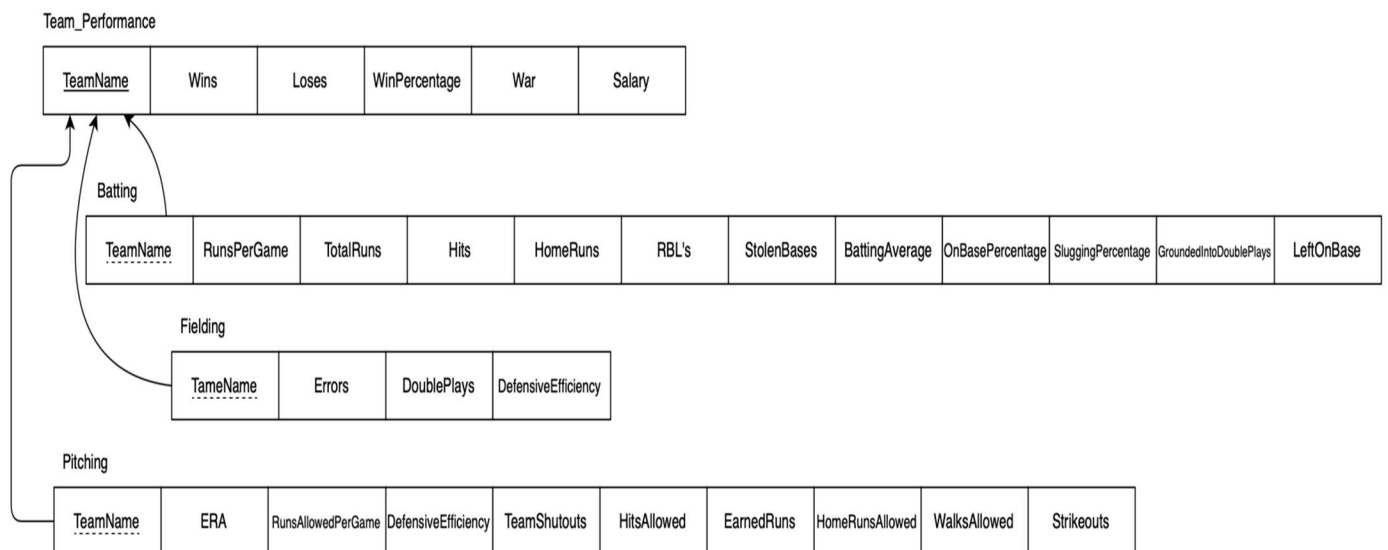 Team_Performance
TeamName Wins Loses WinPercentage War Salary
Batting
TeamName RunsPerGame TotalRuns Hits HomeRuns RBL's StolenBases BattingAverage OnBasePercentage SluggingPercentage GroundedIntoDoublePlays LeftOnBase
Fielding
TameName Errors DoublePlays DefensiveEfficiency
Pitching
TeamName ERA RunsAllowedPerGame DefensiveEfficiency TeamShutouts HitsAllowed EarnedRuns HomeRunsAllowed WalksAllowed Strikeouts